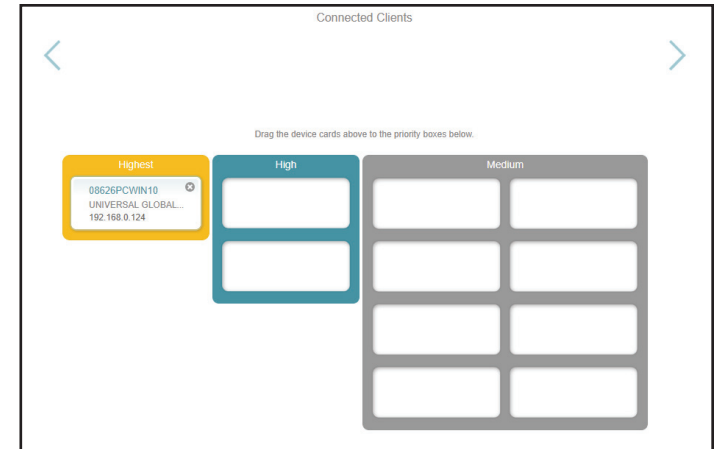 Connected Clients
Drag the device cards above to the priority boxes below.
Highest
High
Medium
08626PCWIN10
UNIVERSAL GLOBAL...
192.168.0.124